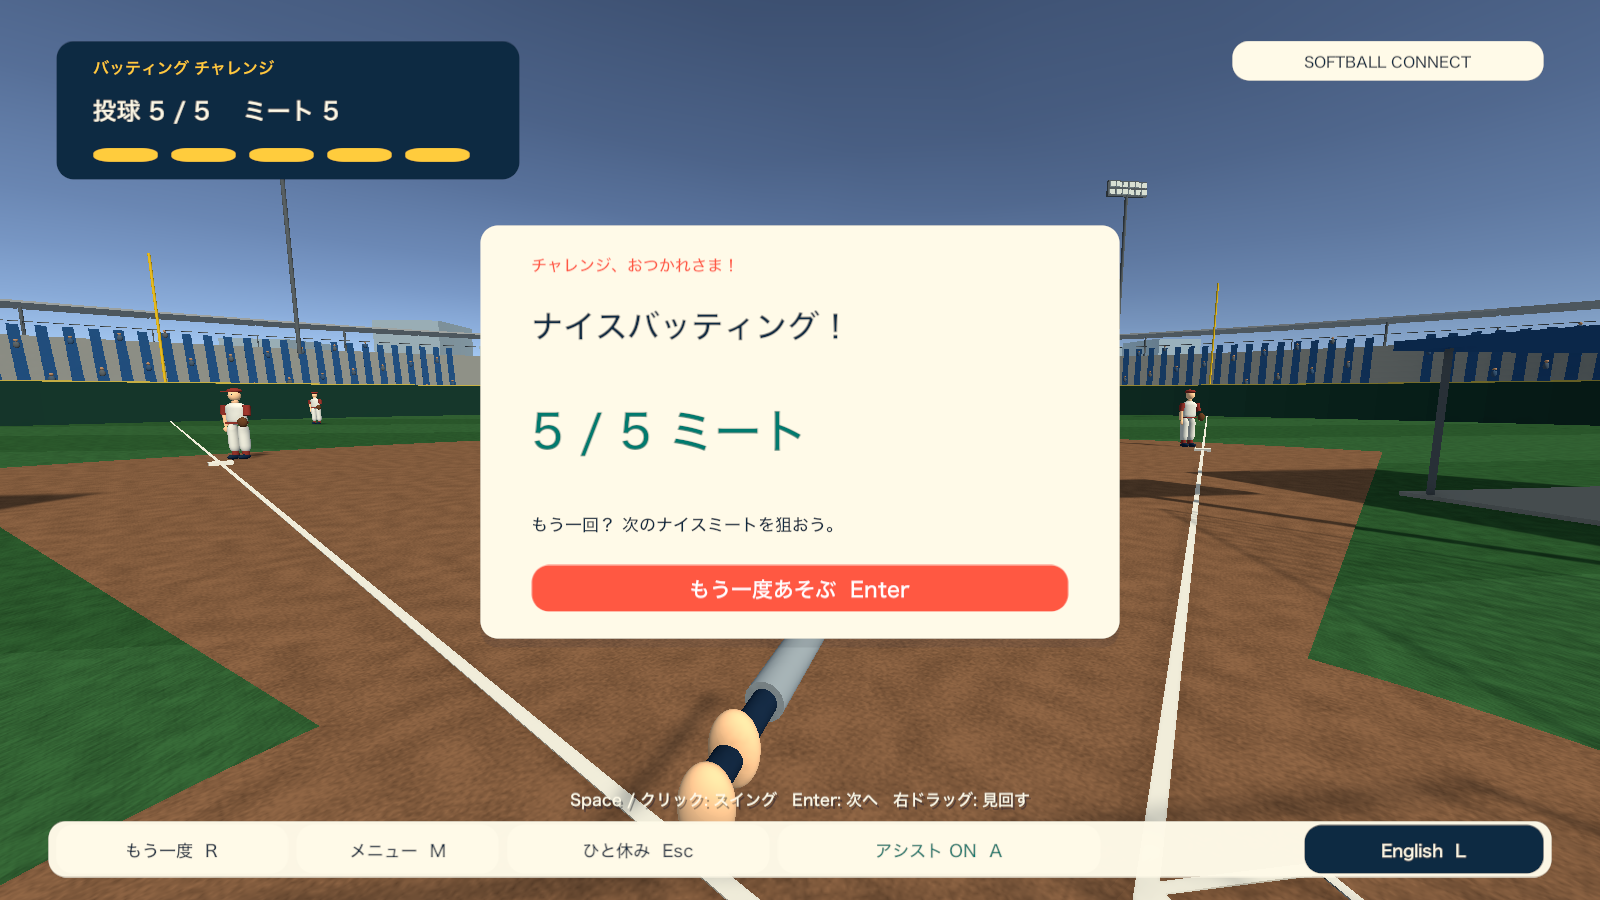 バッティング チャレンジ
投球 5 / 5 ミート 5
SOFTBALL CONNECT
チャレンジ、おつかれさま！
ナイスバッティング！
5 / 5 ミート
もう一回？ 次のナイスミートを狙おう。
もう一度あそぶ Enter
Space / クリック: スイング Enter: 次へ 右ドラッグ: 見回す
もう一度 R
メニュー M
ひと休み Esc
アシスト ON A
English L